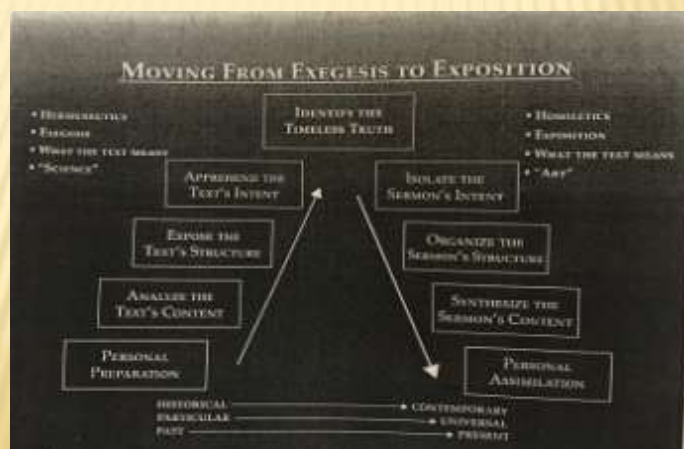 MOVING FROM EXEGESIS TO EXPOSITION
IDENTIFY THE
TIMELESS TRUTH
• HERMENEUTICS
• EXEGESIS
• WHAT THE TEXT MEANS
• "SCIENCE"
• HOMILETICS
• EXPOSITION
• WHAT THE TEXT MEANS
• "ART"
APPREHEND THE
TEXT'S INTENT
ISOLATE THE
SERMON'S INTENT
EXPOSE THE
TEXT'S STRUCTURE
ORGANIZE THE
SERMON'S STRUCTURE
ANALYZE THE
TEXT'S CONTENT
SYNTHESIZE THE
SERMON'S CONTENT
PERSONAL
PREPARATION
PERSONAL
ASSIMILATION
HISTORICAL CONTEMPORARY
PARTICULAR UNIVERSAL
PAST PRESENT